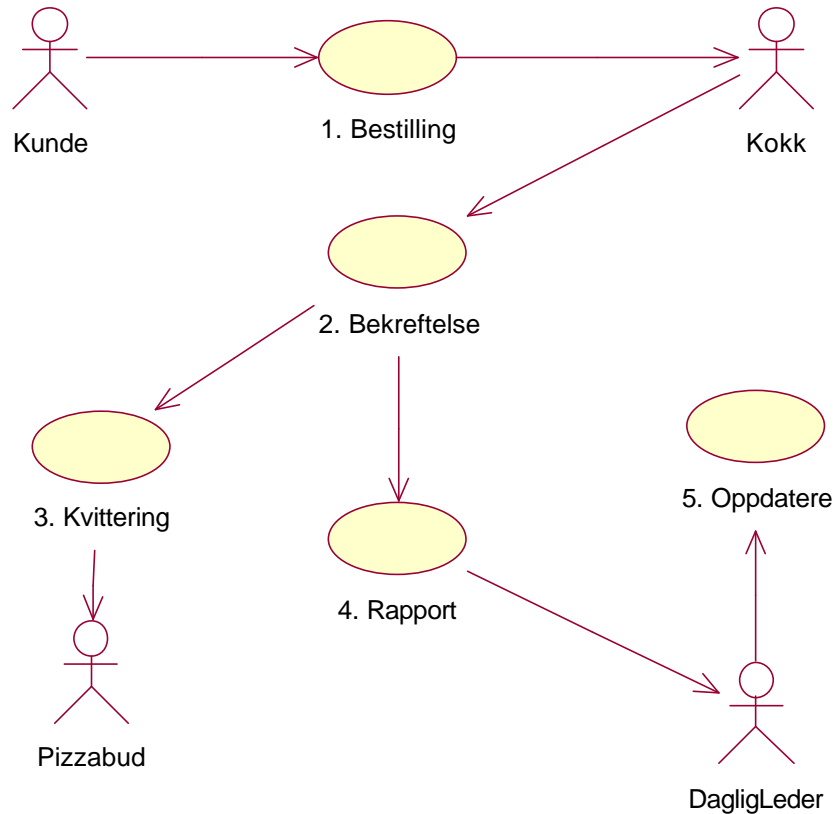 Kunde
1. Bestilling
Kokk
2. Bekreftelse
3. Kvittering
5. Oppdatere
4. Rapport
Pizzabud
DagligLeder